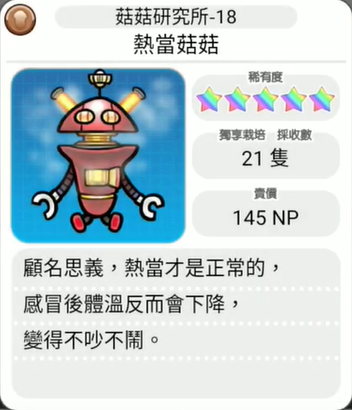 菇菇研究所-18
熱當菇菇
稀有度
獨享栽培 採收數
21 隻
賣價
145 NP
顧名思義，熱當才是正常的，
感冒後體溫反而會下降，
變得不吵不鬧。